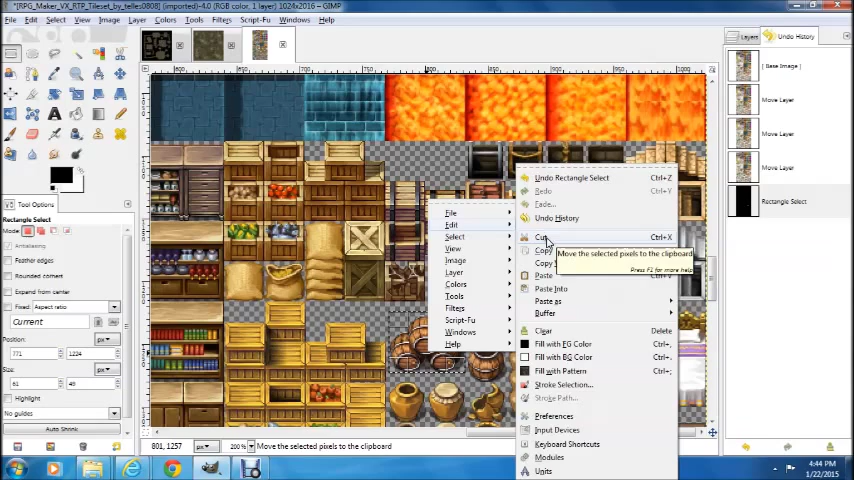 *[RPG_Maker_VX_RTP_Tileset_by_telles0808] (imported)-4.0 (RGB color, 1 layer) 1024x2016 – GIMP
File Edit Select View Image Layer Colors Tools Filters Script-Fu Windows Help
Layers Undo History
[ Base Image ]
Move Layer
Move Layer
Move Layer
Rectangle Select
Tool Options
Rectangle Select
Mode:
Antialiasing
Feather edges
Rounded corners
Expand from center
Fixed: Aspect ratio
Current
Position: px
771 1224
Size: px
61 49
Highlight
No guides
Auto Shrink
File
Edit
Select
View
Image
Layer
Colors
Tools
Filters
Script-Fu
Windows
Help
Undo Rectangle Select Ctrl+Z
Redo Ctrl+Y
Fade...
Undo History
Cut Ctrl+X
Copy
Copy
Move the selected pixels to the clipboard
Press F1 for more help
Paste
Paste Into
Paste as
Buffer
Clear Delete
Fill with FG Color Ctrl+,
Fill with BG Color Ctrl+.
Fill with Pattern Ctrl+;
Stroke Selection...
Stroke Path...
Preferences
Input Devices
Keyboard Shortcuts
Modules
Units
801, 1257 px 200 % Move the selected pixels to the clipboard
4:44 PM
1/22/2015